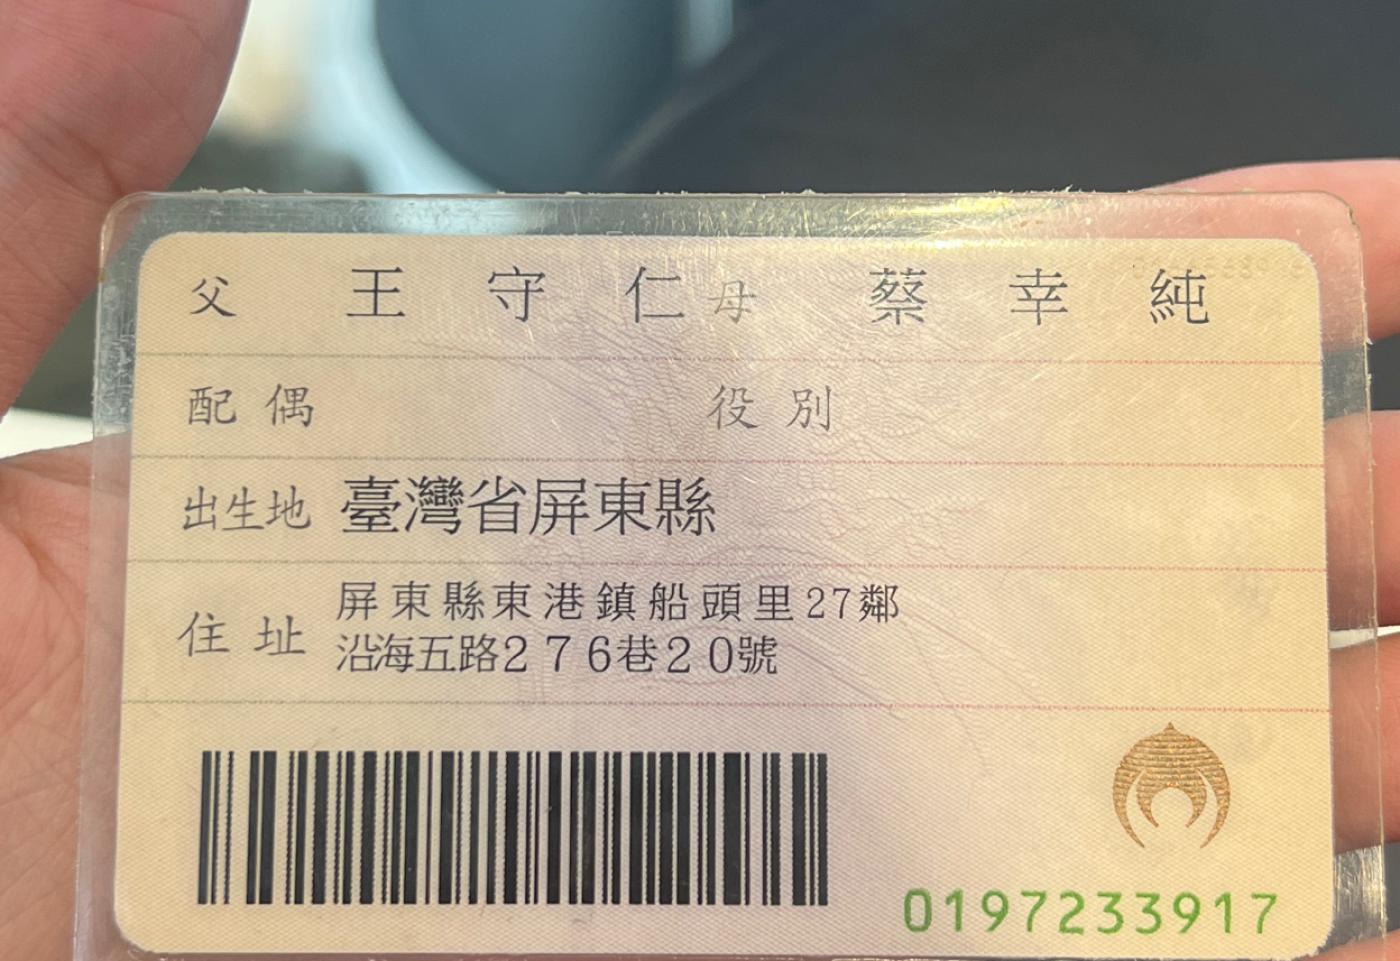 父 王守仁 母 蔡幸純
配偶 役別
出生地 臺灣省屏東縣
住址 屏東縣東港鎮船頭里27鄰
沿海五路276巷20號
0197233917